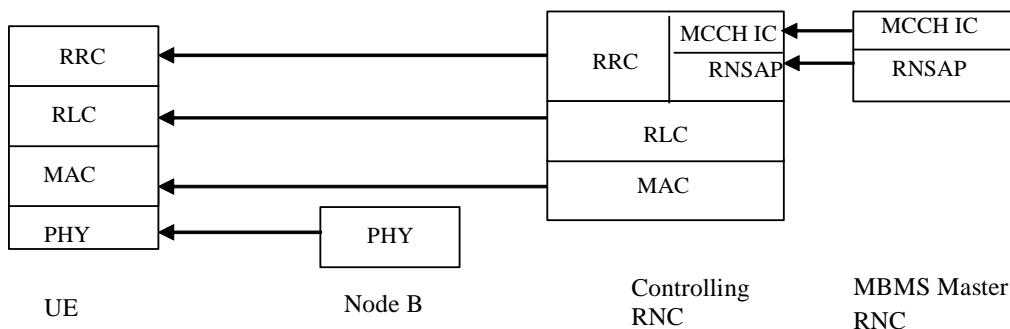 RRC
RLC
MAC
PHY
UE
PHY
Node B
RRC
MCCH IC
RNSAP
RLC
MAC
Controlling
RNC
MCCH IC
RNSAP
MBMS Master
RNC